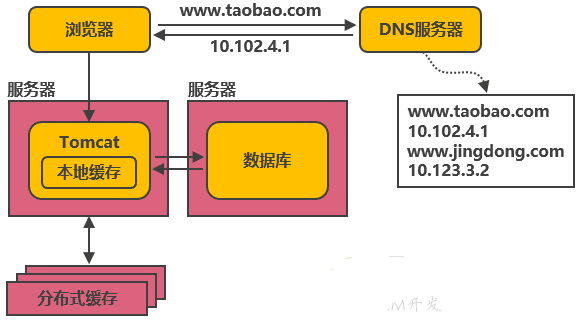 www.taobao.com
浏览器
DNS服务器
10.102.4.1
服务器
服务器
www.taobao.com
10.102.4.1
www.jingdong.com
10.123.3.2
Tomcat
本地缓存
数据库
分布式缓存
.M开发